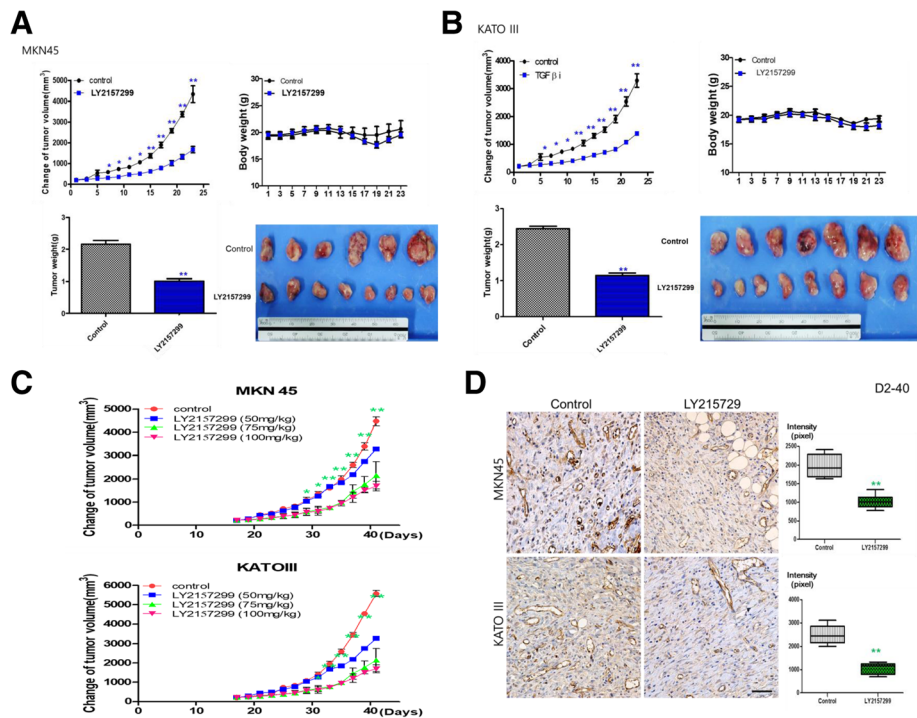 A
MKN45
Change of tumor volume(mm³)
5000
4000
3000
2000
1000
0
0 5 10 15 20 25
control
LY2157299
* * * * ** ** ** ** **
Body weight (g)
30
25
20
15
10
1 3 5 7 9 11 13 15 17 19 21 23
Control
LY2157299
Tumor weight(g)
3
2
1
0
**
Control
LY2157299
Control
LY2157299
B
KATO III
Change of tumor volume(mm³)
5000
4000
3000
2000
1000
0
0 5 10 15 20 25
control
TGF β i
* * * ** ** ** ** ** **
Body weight (g)
30
25
20
15
10
1 3 5 7 9 11 13 15 17 19 21 23
Control
LY2157299
Tumor weight(g)
3
2
1
0
**
Control
LY2157299
Control
LY2157299
C
MKN 45
Change of tumor volume(mm³)
5000
4000
3000
2000
1000
0
0 10 20 30 40(Days)
control
LY2157299 (50mg/kg)
LY2157299 (75mg/kg)
LY2157299 (100mg/kg)
KATOIII
Change of tumor volume(mm³)
6000
5000
4000
3000
2000
1000
0
0 10 20 30 40(Days)
control
LY2157299 (50mg/kg)
LY2157299 (75mg/kg)
LY2157299 (100mg/kg)
D
D2-40
Control
LY215729
MKN45
KATO III
Intensity
(pixel)
2500
2000
1500
1000
500
0
**
Control
LY2157299
Intensity
(pixel)
4000
3000
2000
1000
0
**
Control
LY2157299